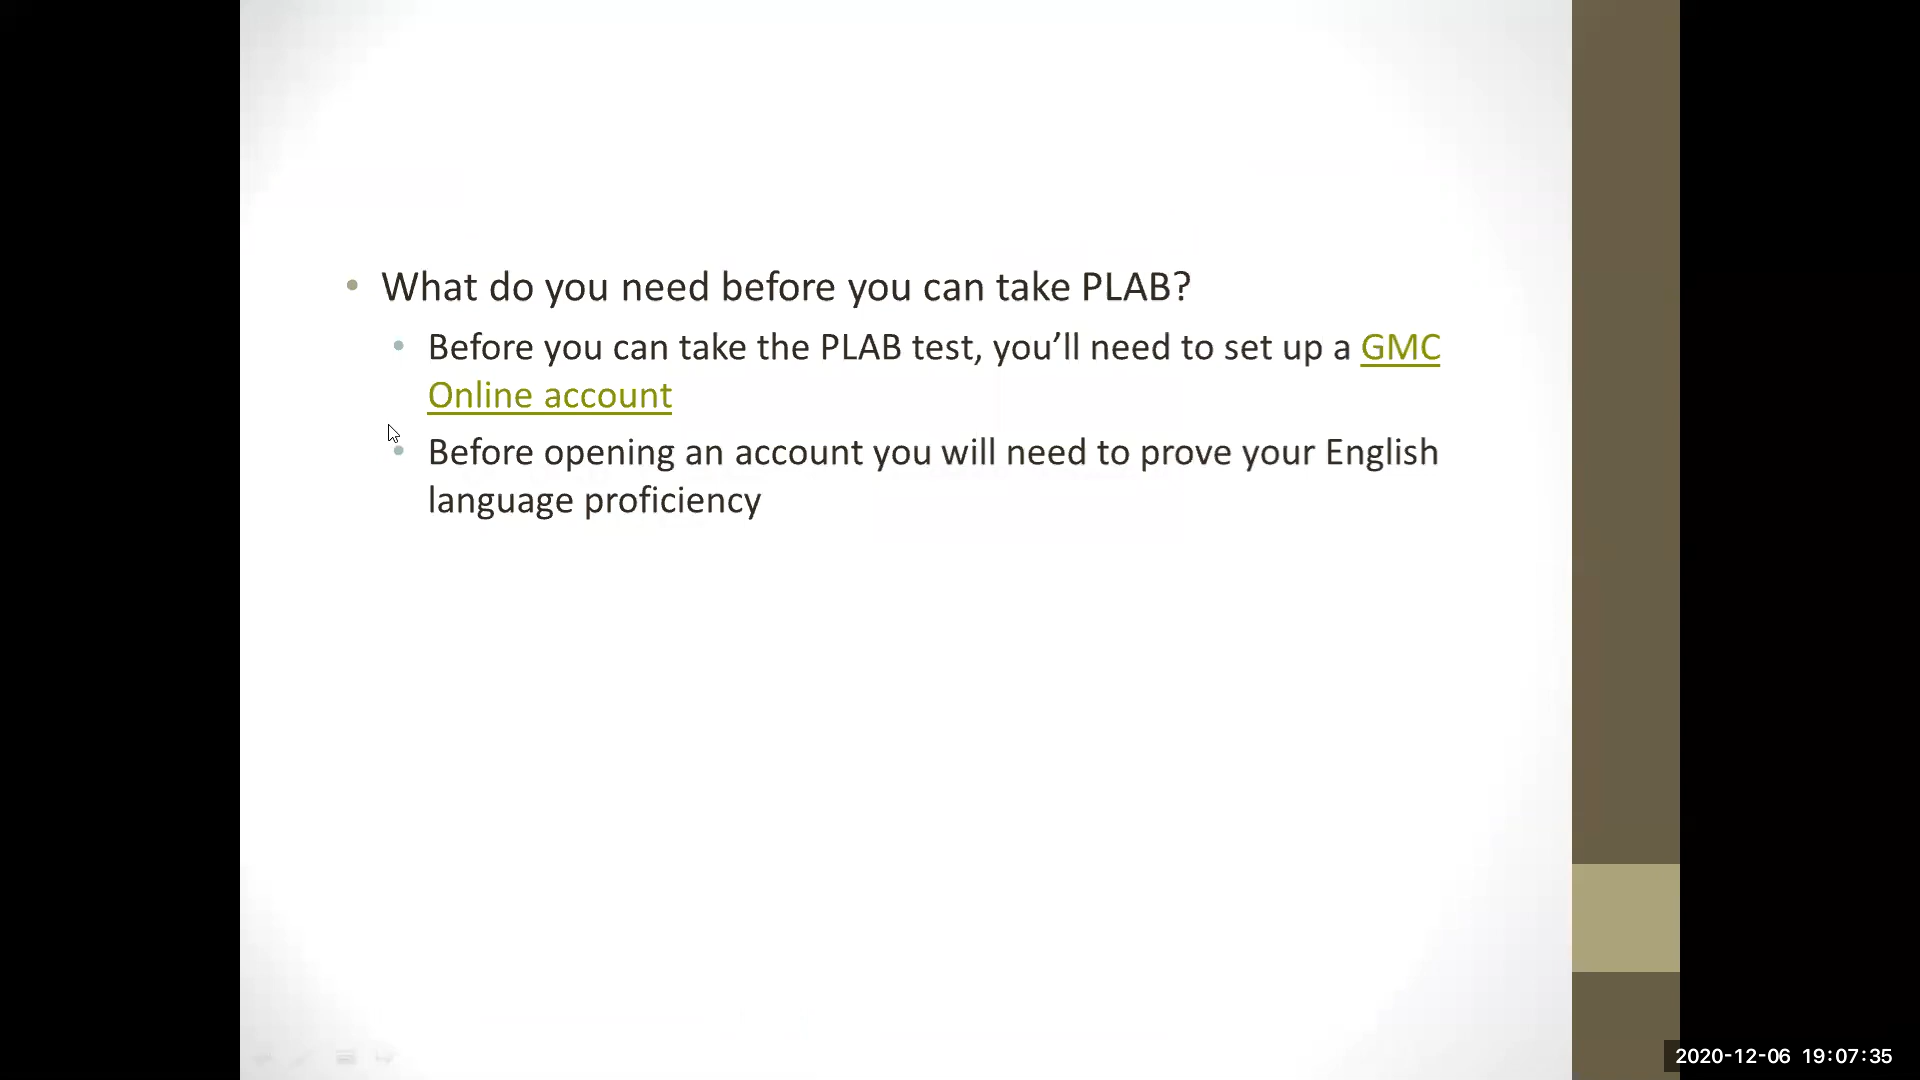 • What do you need before you can take PLAB?
• Before you can take the PLAB test, you’ll need to set up a GMC
Online account
• Before opening an account you will need to prove your English
language proficiency
2020-12-06 19:07:35